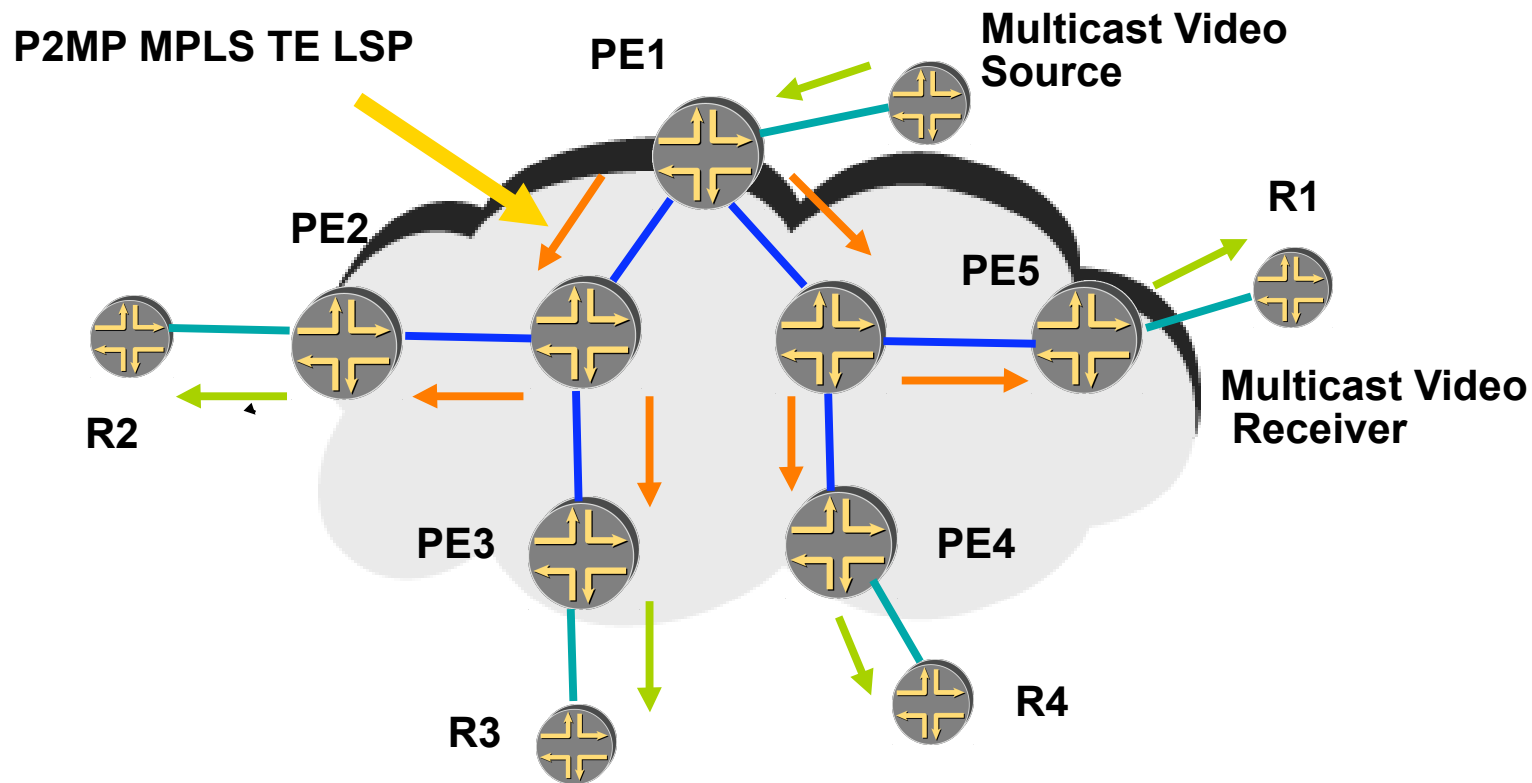 P2MP MPLS TE LSP
PE1
Multicast Video
Source
PE2
R1
PE5
Multicast Video
Receiver
R2
PE3
PE4
R3
R4